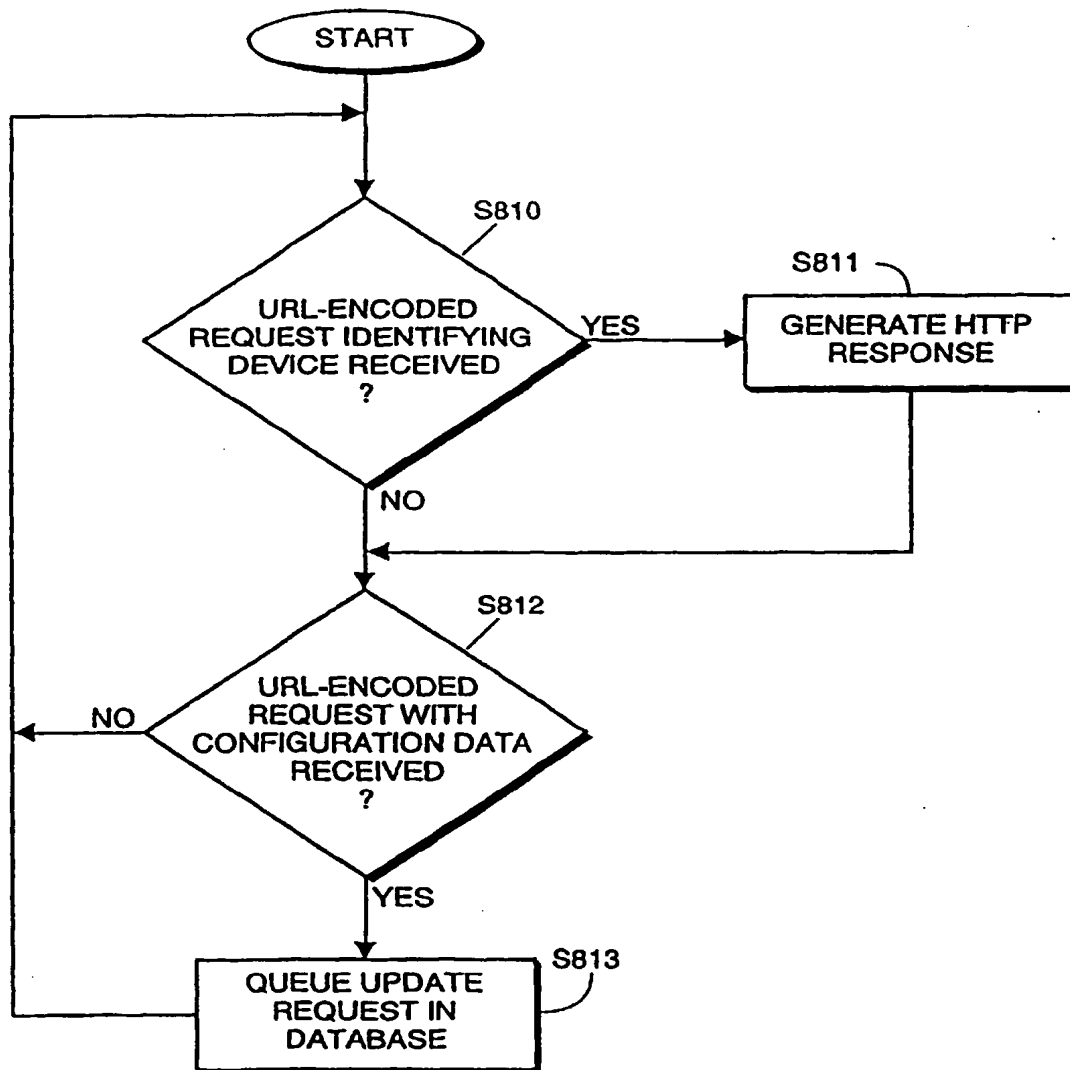 START
S810
URL-ENCODED
REQUEST IDENTIFYING
DEVICE RECEIVED
?
YES
S811
GENERATE HTTP
RESPONSE
NO
S812
URL-ENCODED
REQUEST WITH
CONFIGURATION DATA
RECEIVED
?
NO
YES
S813
QUEUE UPDATE
REQUEST IN
DATABASE